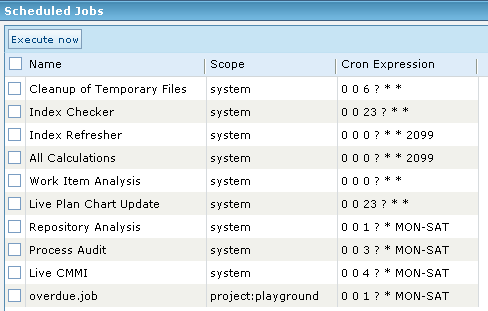 Scheduled Jobs
Execute now
Name Scope Cron Expression
Cleanup of Temporary Files system 0 0 6 ? * *
Index Checker system 0 0 23 ? * *
Index Refresher system 0 0 0 ? * * 2099
All Calculations system 0 0 0 ? * * 2099
Work Item Analysis system 0 0 0 ? * *
Live Plan Chart Update system 0 0 23 ? * *
Repository Analysis system 0 0 1 ? * MON-SAT
Process Audit system 0 0 3 ? * MON-SAT
Live CMMI system 0 0 4 ? * MON-SAT
overdue.job project:playground 0 0 1 ? * MON-SAT